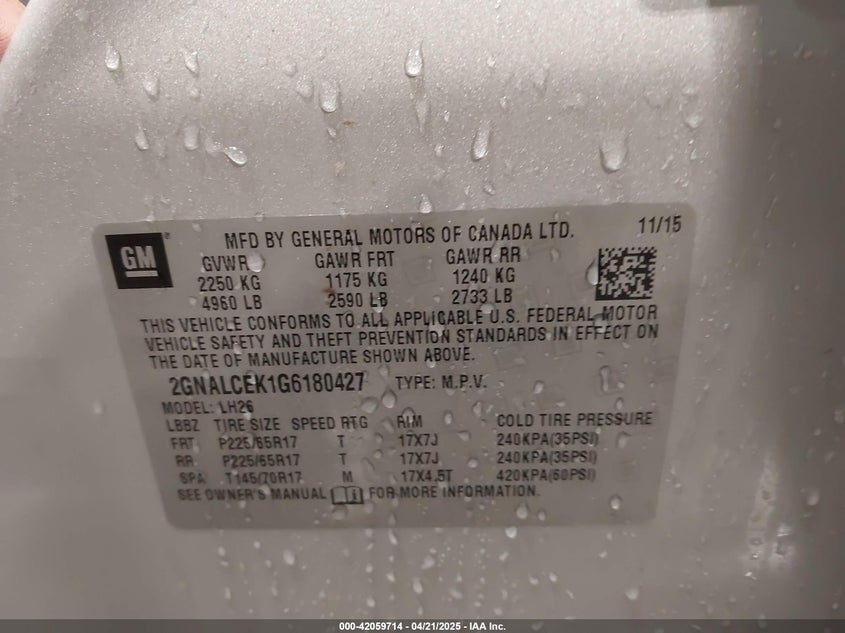 GM
MFD BY GENERAL MOTORS OF CANADA LTD. 11/15
GVWR GAWR FRT GAWR RR
2250 KG 1175 KG 1240 KG
4960 LB 2590 LB 2733 LB
THIS VEHICLE CONFORMS TO ALL APPLICABLE U.S. FEDERAL MOTOR
VEHICLE SAFETY AND THEFT PREVENTION STANDARDS IN EFFECT ON
THE DATE OF MANUFACTURE SHOWN ABOVE.
2GNALCEK1G6180427 TYPE: M.P.V.
MODEL: LH26
LBBZ TIRE SIZE SPEED RTG RIM COLD TIRE PRESSURE
FRT P225/65R17 T 17X7J 240KPA(35PSI)
RR P225/65R17 T 17X7J 240KPA(35PSI)
SPA T145/70R17 M 17X4.5T 420KPA(60PSI)
SEE OWNER'S MANUAL FOR MORE INFORMATION.
000-42059714 - 04/21/2025 - IAA Inc.